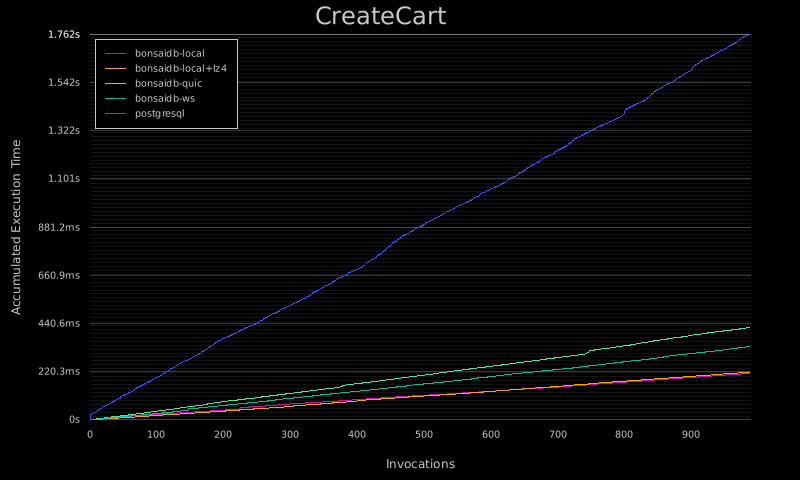 CreateCart
1.762s
bonsaidb-local
bonsaidb-local+lz4
bonsaidb-quic
bonsaidb-ws
postgresql
1.542s
1.322s
1.101s
881.2ms
660.9ms
440.6ms
220.3ms
0s
Accumulated Execution Time
0 100 200 300 400 500 600 700 800 900
Invocations